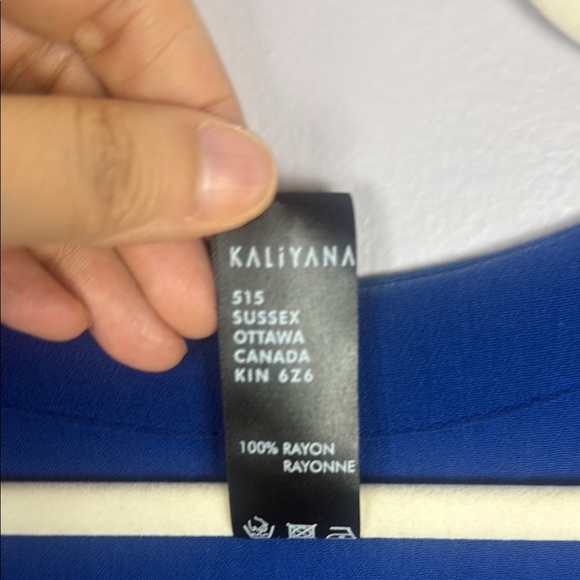 KALiYANA
515
SUSSEX
OTTAWA
CANADA
KIN 6Z6
100% RAYON
RAYONNE